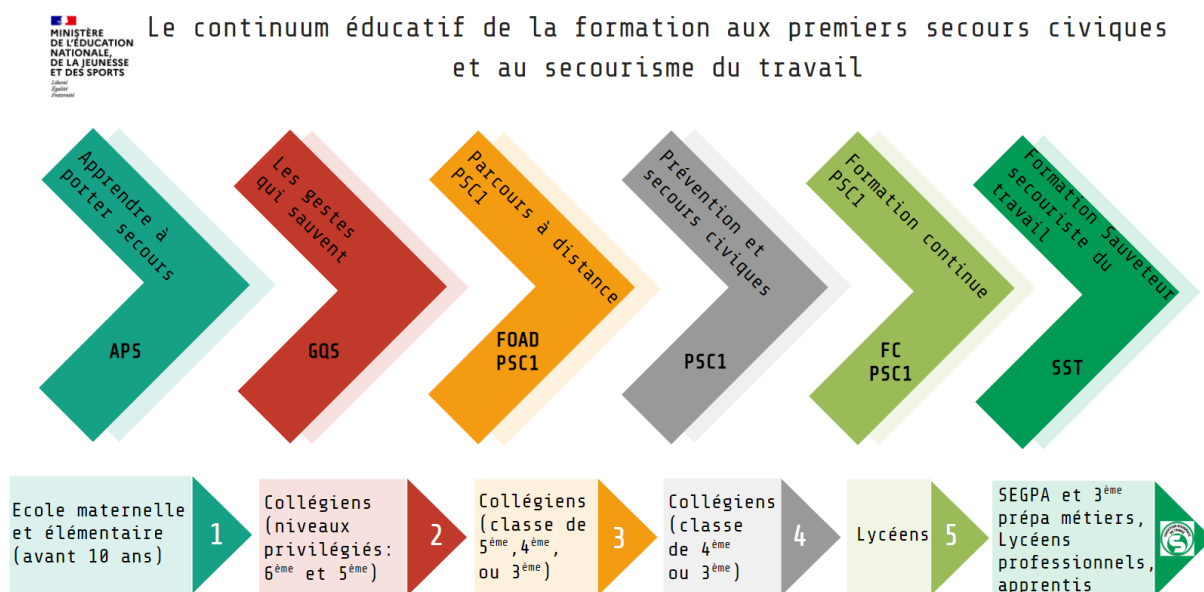 MINISTÈRE
DE L'ÉDUCATION
NATIONALE,
DE LA JEUNESSE
ET DES SPORTS
Liberté
Égalité
Fraternité
Le continuum éducatif de la formation aux premiers secours civiques
et au secourisme du travail
Apprendre à
porter secours
APS
Les gestes
qui sauvent
GQS
Parcours à distance
PSC1
FOAD
PSC1
Prévention et
secours civiques
PSC1
Formation continue
PSC1
FC
PSC1
Formation Sauveteur
secouriste du
travail
SST
Ecole maternelle
et élémentaire
(avant 10 ans)
1
Collégiens
(niveaux
privilégiés:
6ème et 5ème)
2
Collégiens
(classe de
5ème,4ème,
ou 3ème)
3
Collégiens
(classe
de 4ème
ou 3ème)
4
Lycéens
5
SEGPA et 3ème
prépa métiers,
Lycéens
professionnels,
apprentis